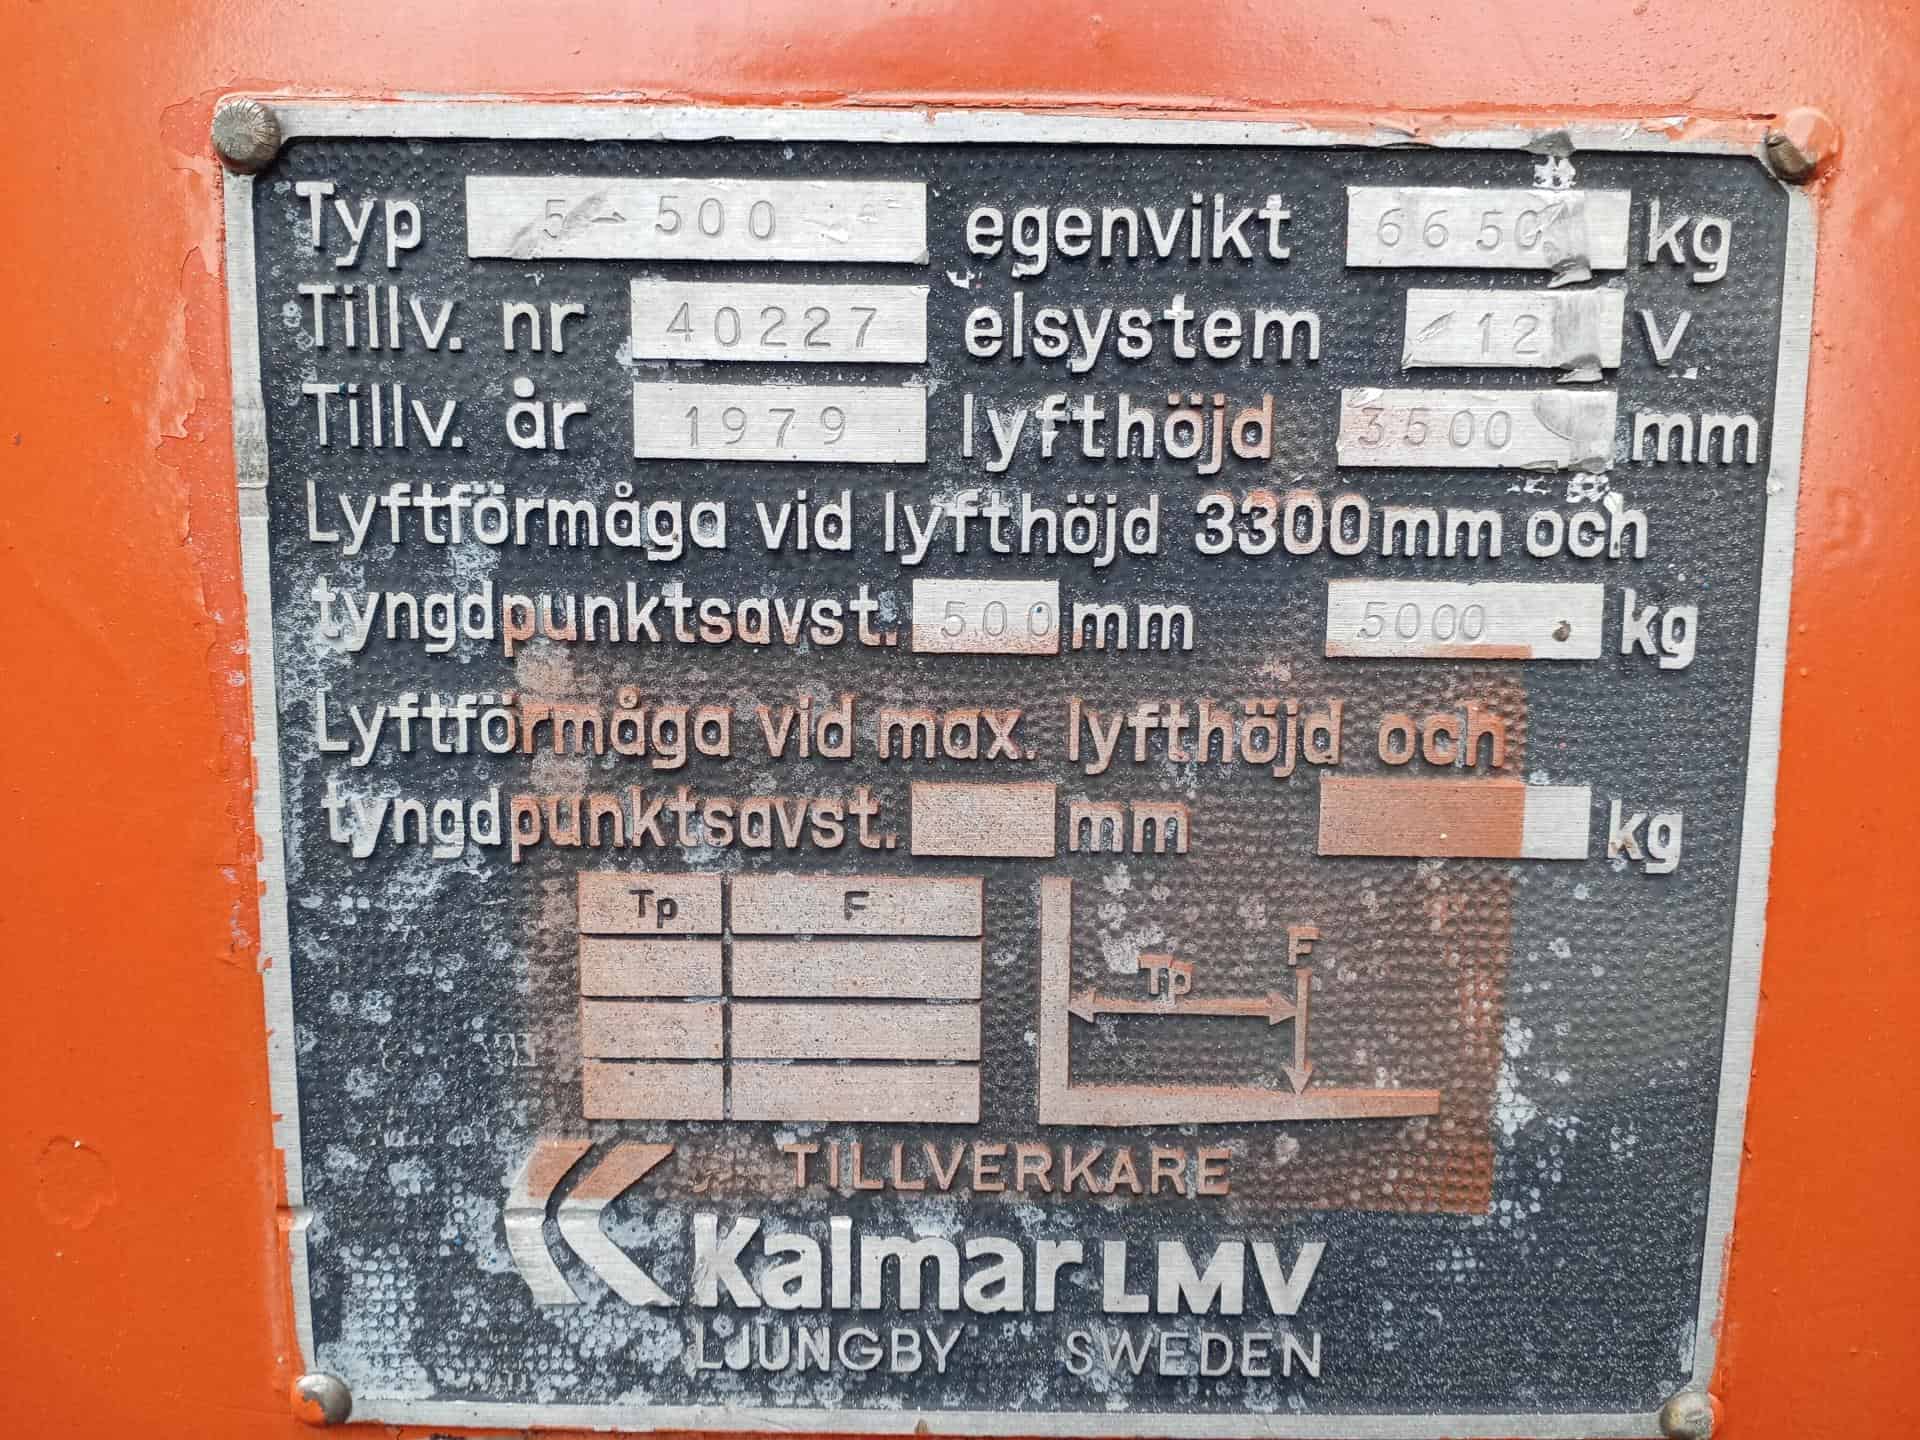 Typ 5-500 egenvikt 6650 kg
Tillv. nr 40227 elsystem 12 V
Tillv. år 1979 lyfthöjd 3500 mm
Lyftförmåga vid lyfthöjd 3300mm och
tyngdpunktsavst. 500 mm 5000 kg
Lyftförmåga vid max. lyfthöjd och
tyngdpunktsavst. mm kg
Tp F
Tp F
TILLVERKARE
Kalmar LMV
LJUNGBY SWEDEN